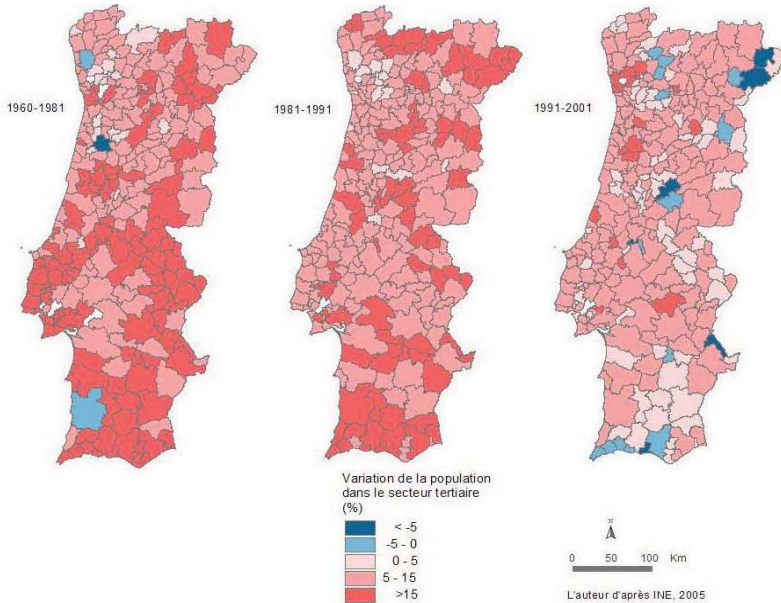 1960-1981
1981-1991
1991-2001
Variation de la population
dans le secteur tertiaire
(%)
< -5
-5 - 0
0 - 5
5 - 15
>15
N
0 50 100 Km
L'auteur d'après INE, 2005